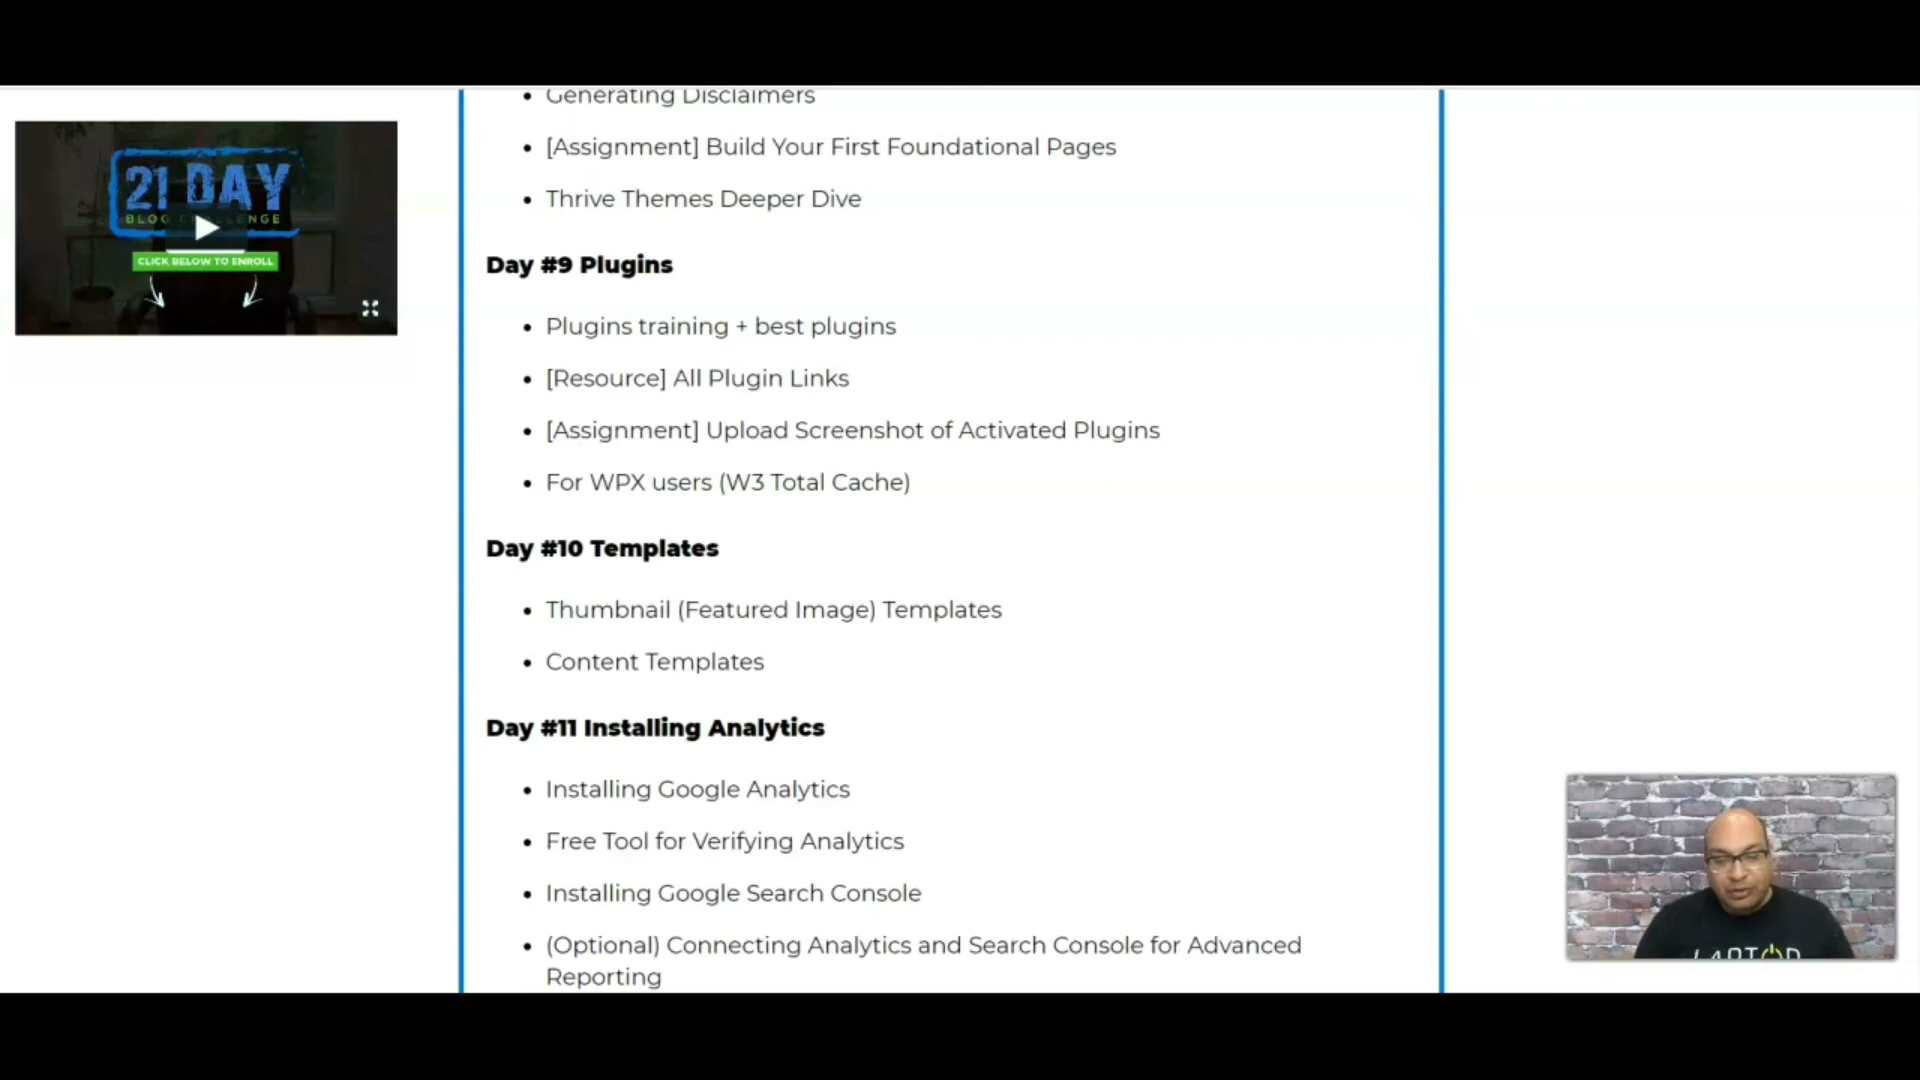 Generating Disclaimers
[Assignment] Build Your First Foundational Pages
Thrive Themes Deeper Dive
21 DAY
BLOG CHALLENGE
CLICK BELOW TO ENROLL
Day #9 Plugins
Plugins training + best plugins
[Resource] All Plugin Links
[Assignment] Upload Screenshot of Activated Plugins
For WPX users (W3 Total Cache)
Day #10 Templates
Thumbnail (Featured Image) Templates
Content Templates
Day #11 Installing Analytics
Installing Google Analytics
Free Tool for Verifying Analytics
Installing Google Search Console
(Optional) Connecting Analytics and Search Console for Advanced
Reporting
LAPTOP